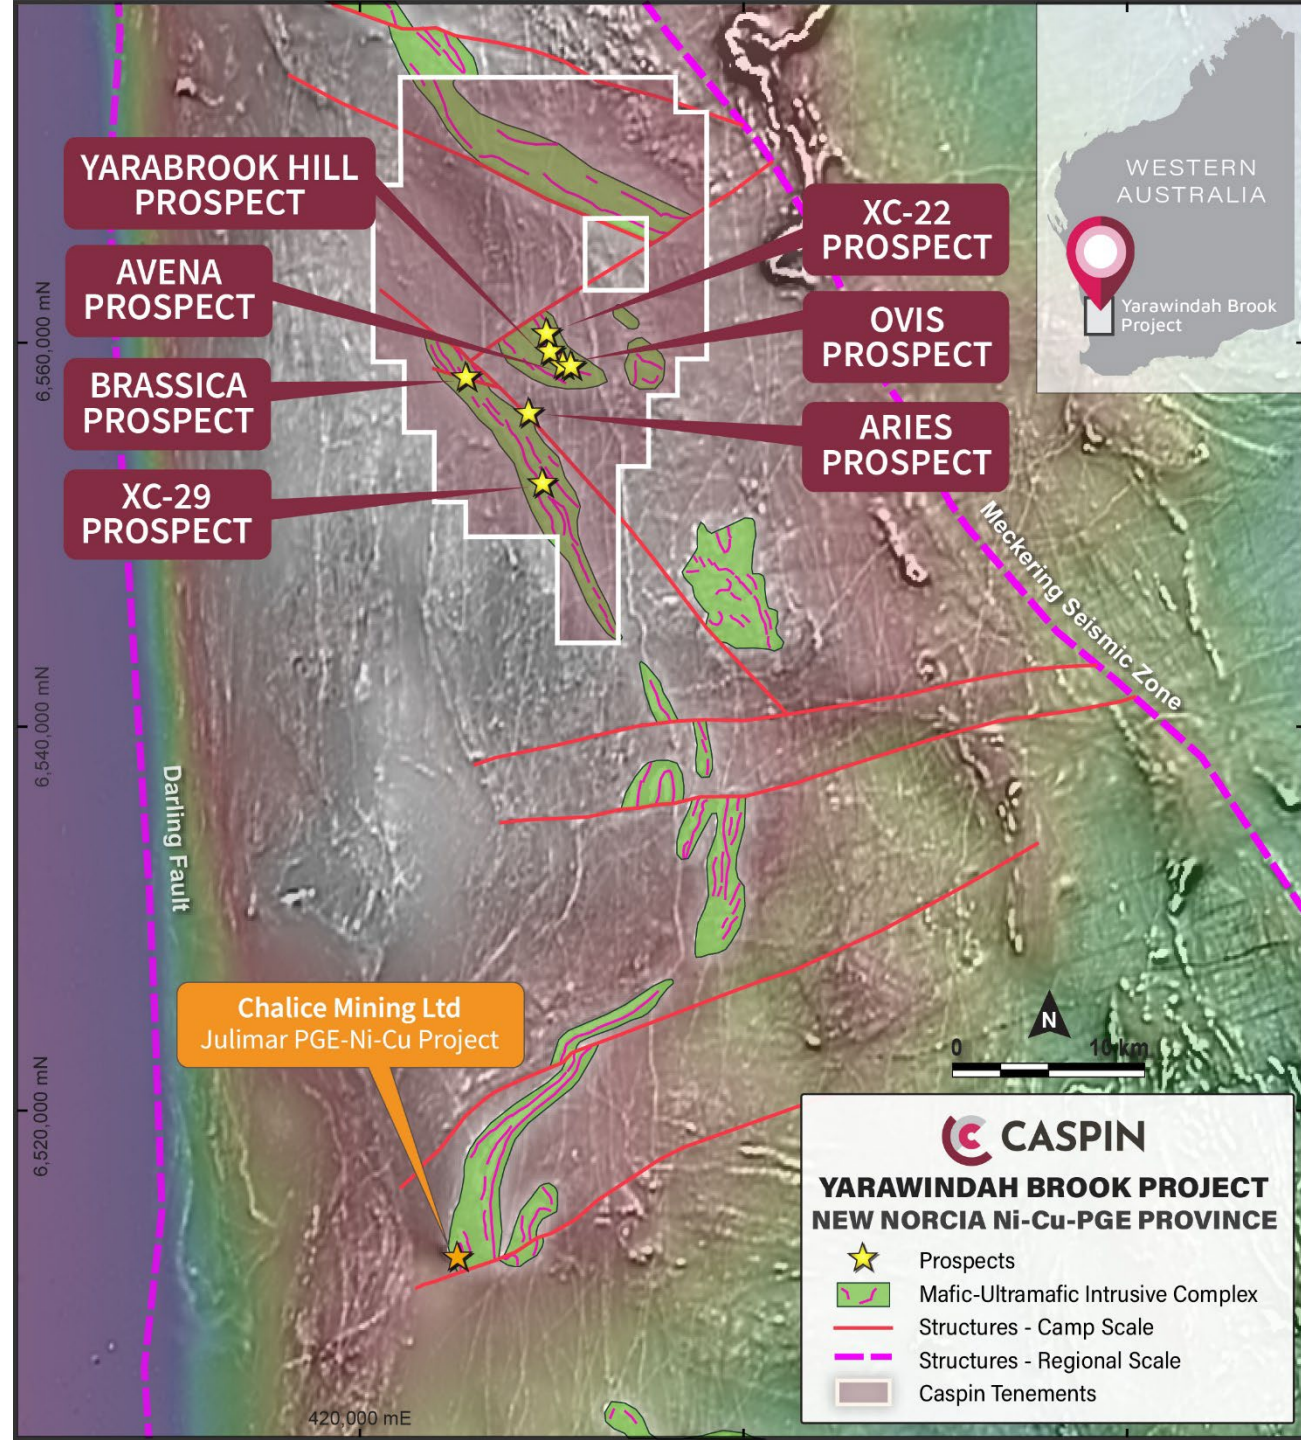 YARABROOK HILL
PROSPECT
AVENA
PROSPECT
BRASSICA
PROSPECT
XC-29
PROSPECT
XC-22
PROSPECT
OVIS
PROSPECT
ARIES
PROSPECT
WESTERN
AUSTRALIA
Yarawindah Brook
Project
6,560,000 mN
6,540,000 mN
6,520,000 mN
420,000 mE
Meckering Seismic Zone
Darling Fault
Chalice Mining Ltd
Julimar PGE-Ni-Cu Project
N
0 10 km
CASPIN
YARAWINDAH BROOK PROJECT
NEW NORCIA Ni-Cu-PGE PROVINCE
Prospects
Mafic-Ultramafic Intrusive Complex
Structures - Camp Scale
Structures - Regional Scale
Caspin Tenements